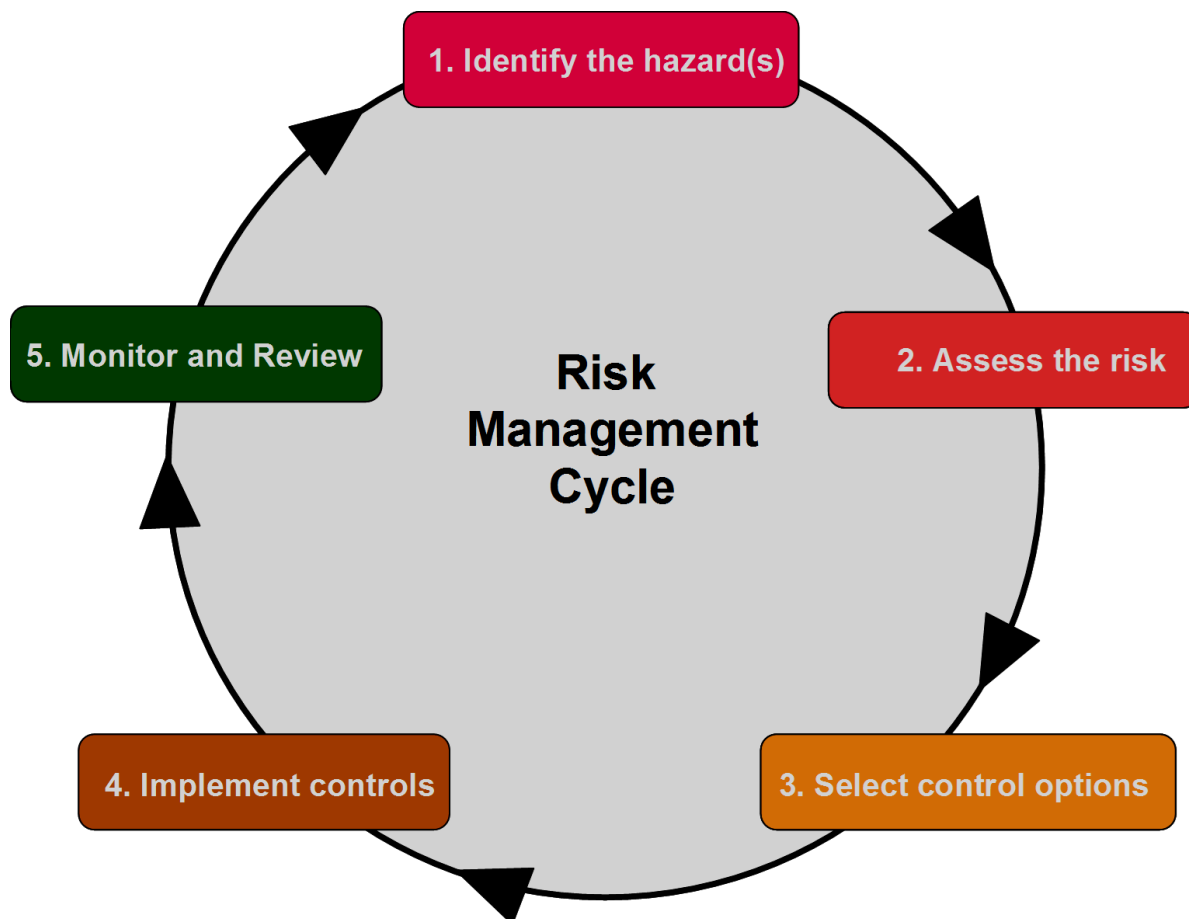 1. Identify the hazard(s)
5. Monitor and Review
2. Assess the risk
Risk
Management
Cycle
4. Implement controls
3. Select control options